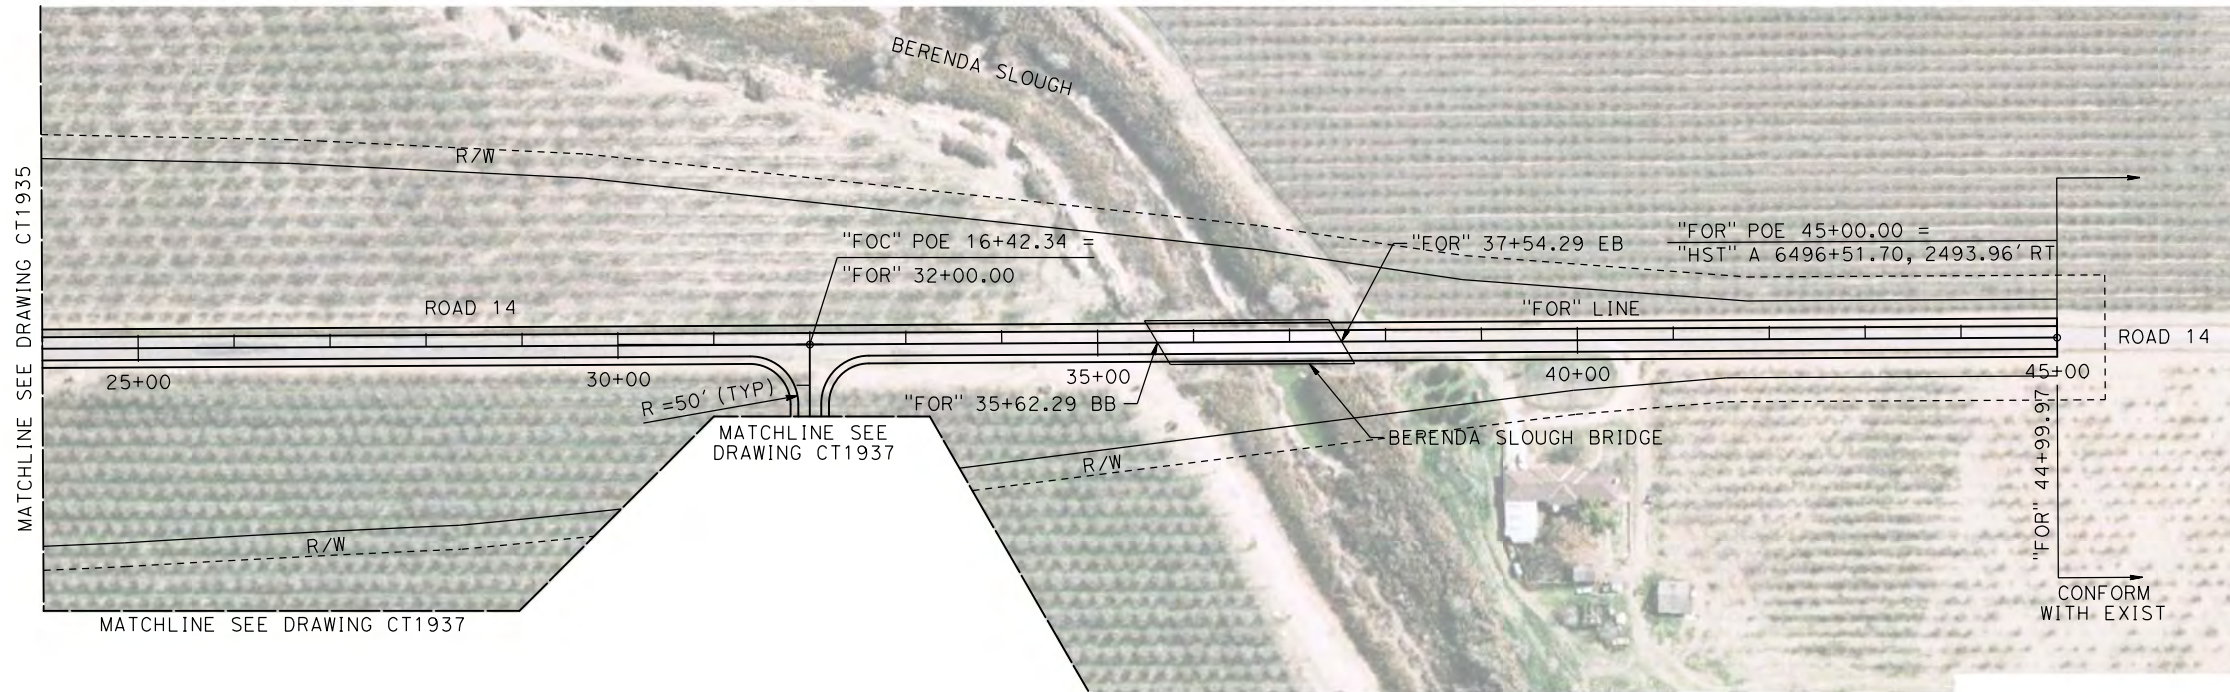 BERENDA SLOUGH
MATCHLINE SEE DRAWING CT1935
R/W
"FOC" POE 16+42.34 =
"FOR" 32+00.00
"FOR" 37+54.29 EB
"FOR" POE 45+00.00 =
"HST" A 6496+51.70, 2493.96' RT
ROAD 14
"FOR" LINE
ROAD 14
25+00
30+00
35+00
40+00
45+00
R =50' (TYP)
"FOR" 35+62.29 BB
MATCHLINE SEE
DRAWING CT1937
BERENDA SLOUGH BRIDGE
R/W
"FOR" 44+99.97
R/W
CONFORM
WITH EXIST
MATCHLINE SEE DRAWING CT1937